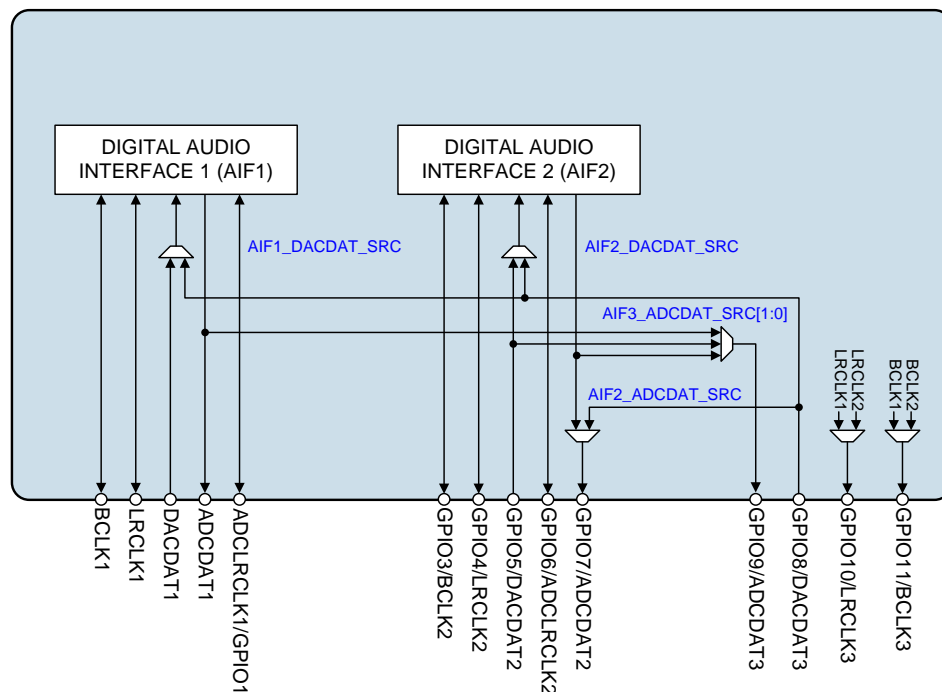 DIGITAL AUDIO
INTERFACE 1 (AIF1)
DIGITAL AUDIO
INTERFACE 2 (AIF2)
AIF1_DACDAT_SRC
AIF2_DACDAT_SRC
AIF3_ADCDAT_SRC[1:0]
AIF2_ADCDAT_SRC
LRCLK1
LRCLK2
BCLK1
BCLK2
BCLK1
LRCLK1
DACDAT1
ADCDAT1
ADCLRCLK1/GPIO1
GPIO3/BCLK2
GPIO4/LRCLK2
GPIO5/DACDAT2
GPIO6/ADCLRCLK2
GPIO7/ADCDAT2
GPIO9/ADCDAT3
GPIO8/DACDAT3
GPIO10/LRCLK3
GPIO11/BCLK3